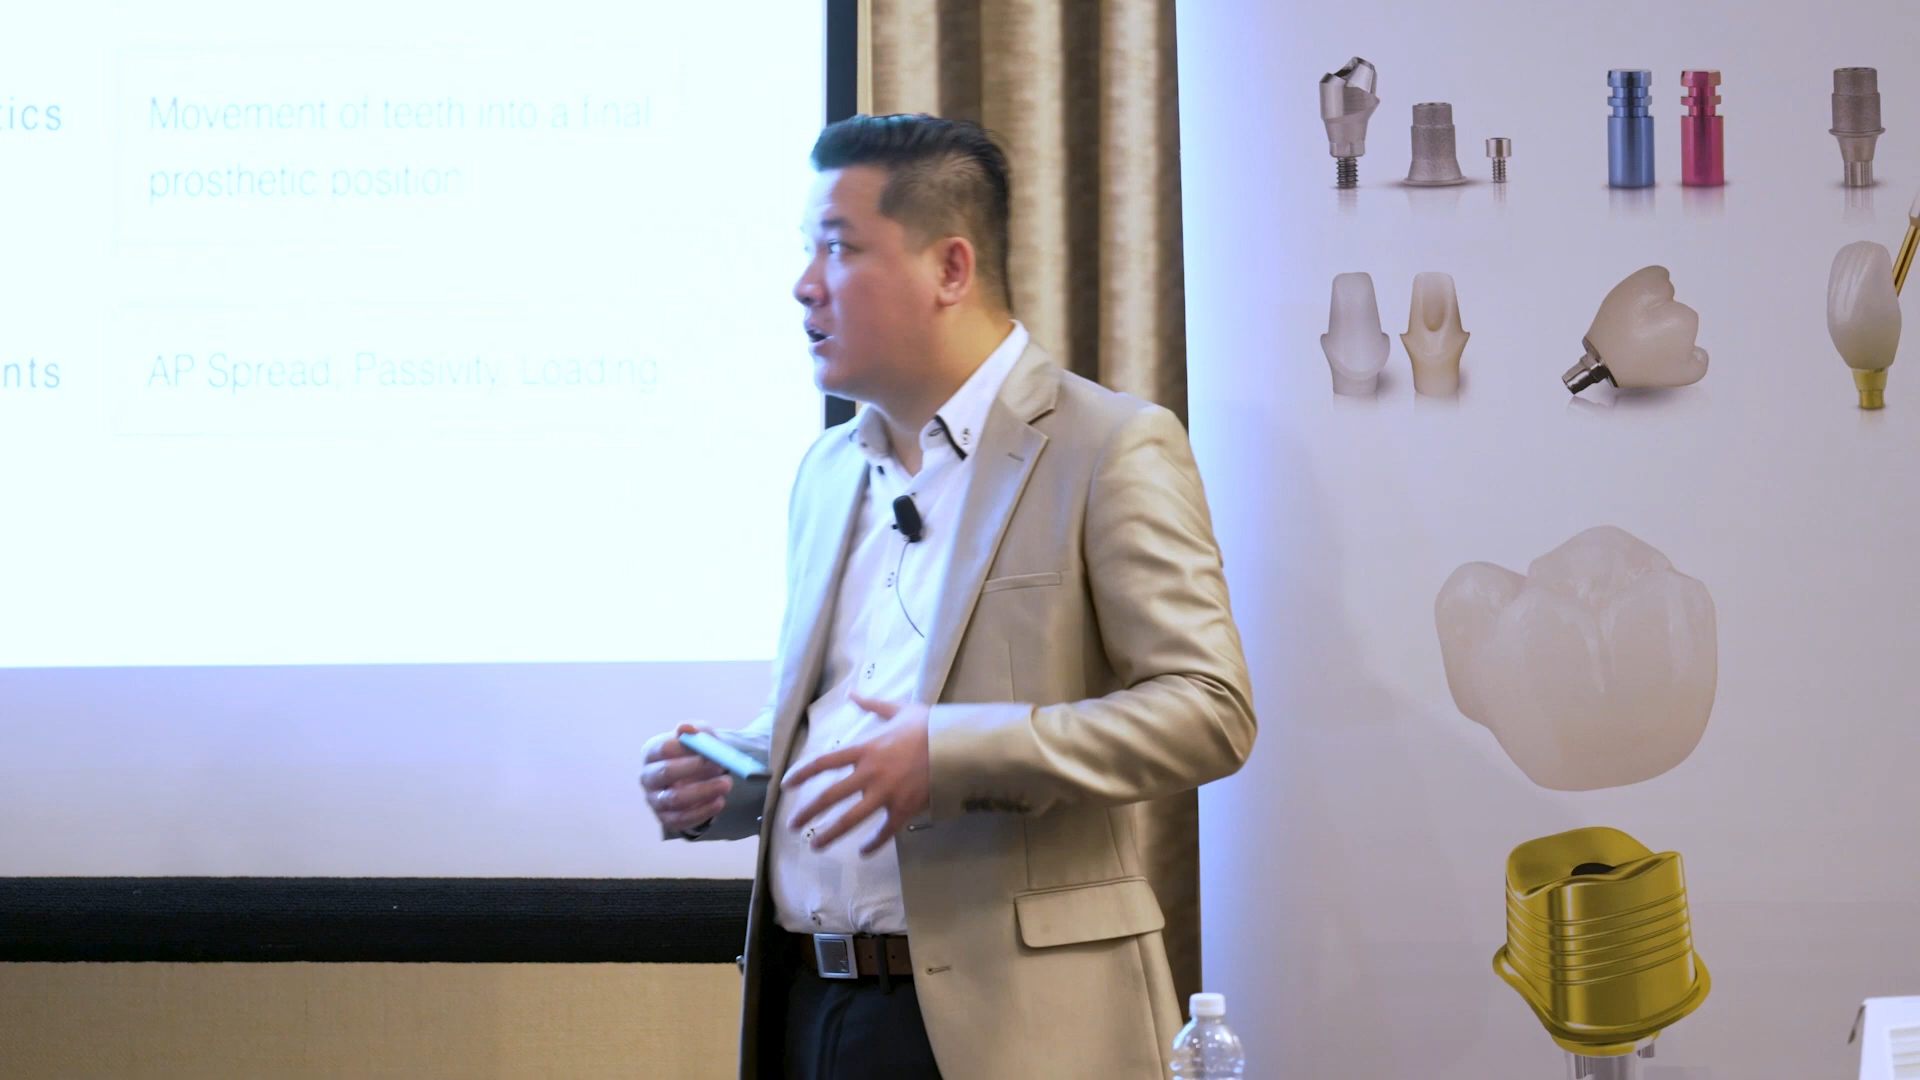 tics
Movement of teeth into a final
prosthetic position
nts
AP Spread, Passivity, Loading